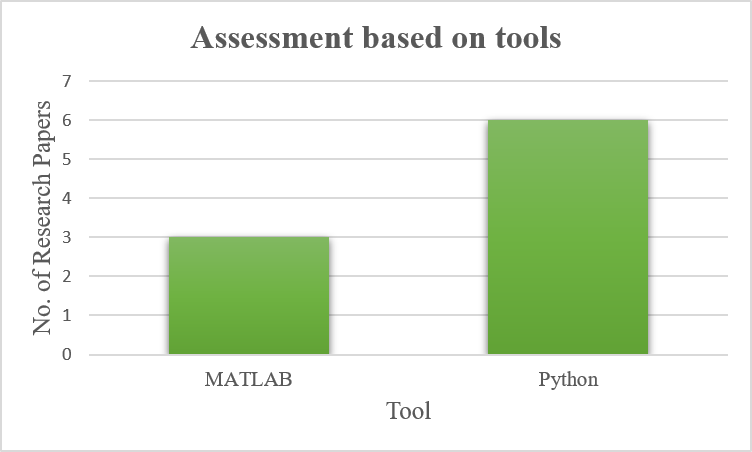 Assessment based on tools
No. of Research Papers
7
6
5
4
3
2
1
0
MATLAB
Python
Tool